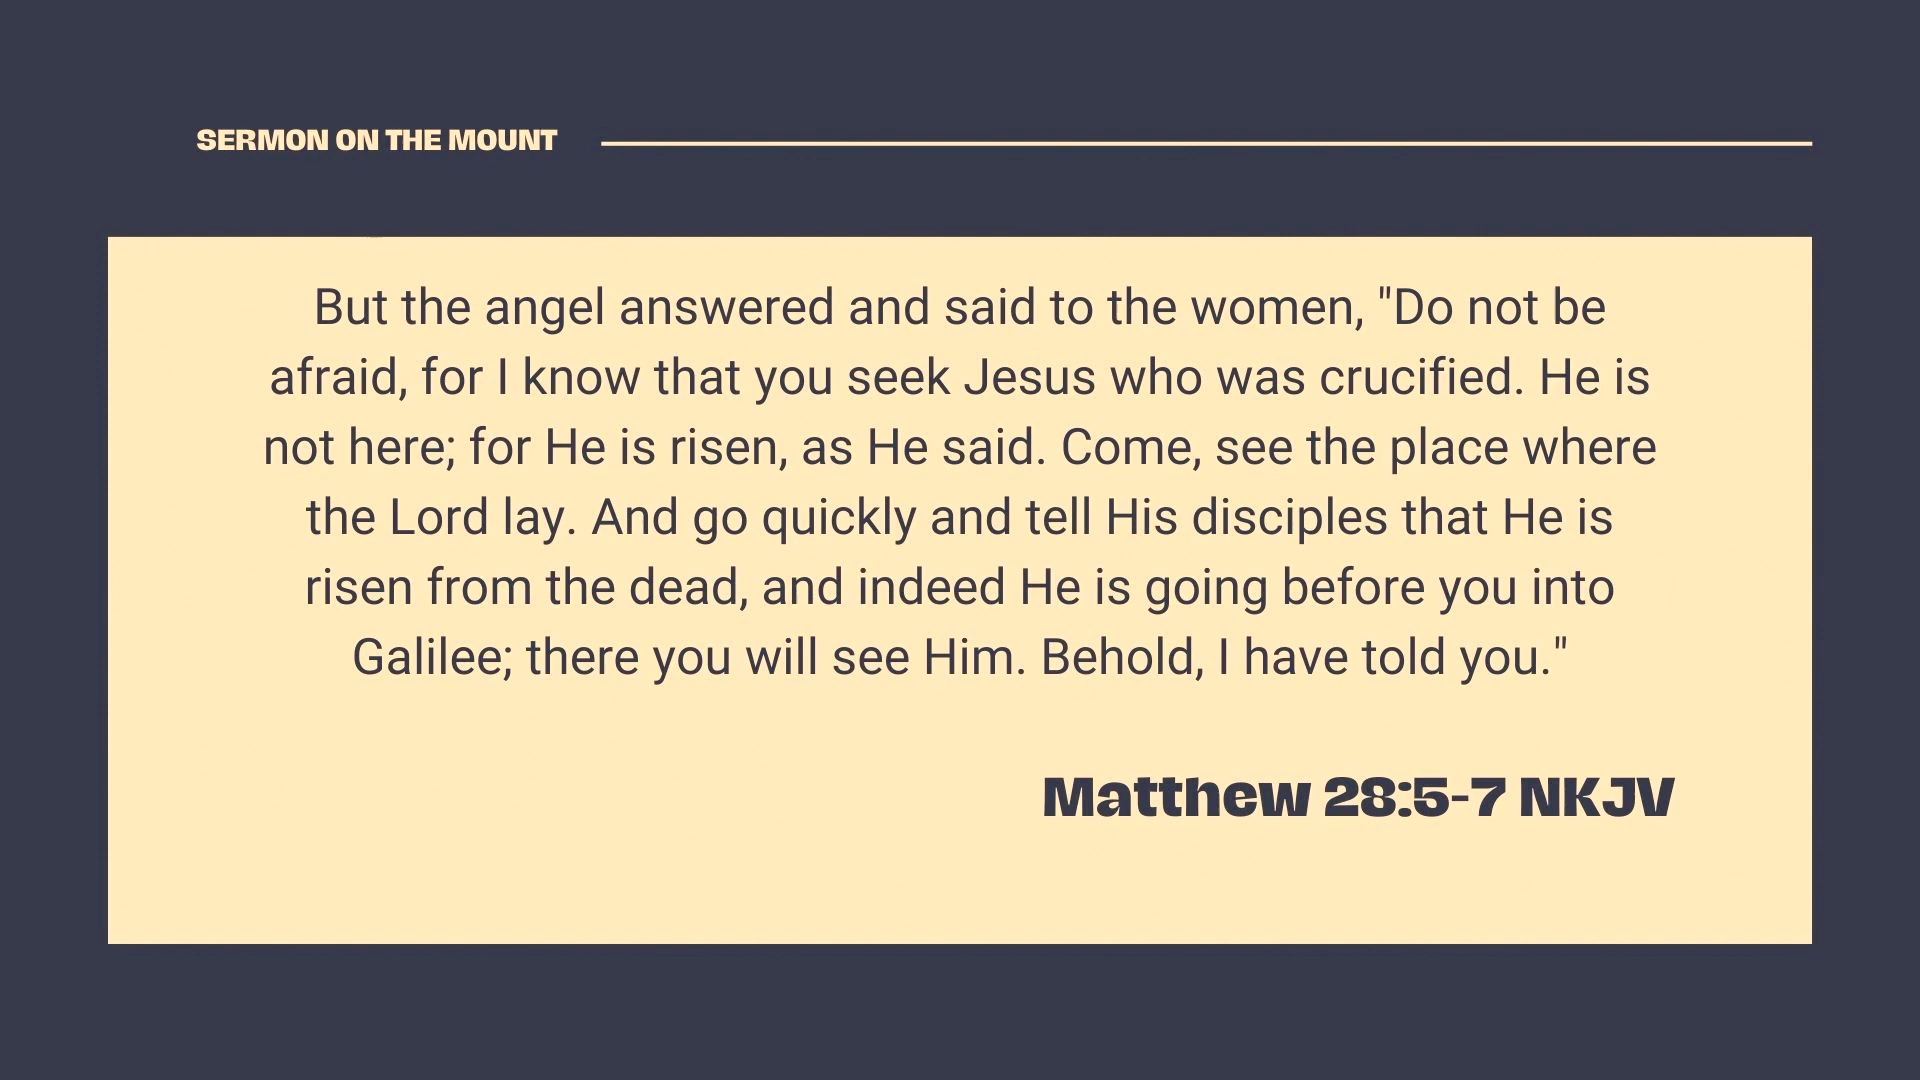 SERMON ON THE MOUNT
But the angel answered and said to the women, "Do not be
afraid, for I know that you seek Jesus who was crucified. He is
not here; for He is risen, as He said. Come, see the place where
the Lord lay. And go quickly and tell His disciples that He is
risen from the dead, and indeed He is going before you into
Galilee; there you will see Him. Behold, I have told you."
Matthew 28:5-7 NKJV